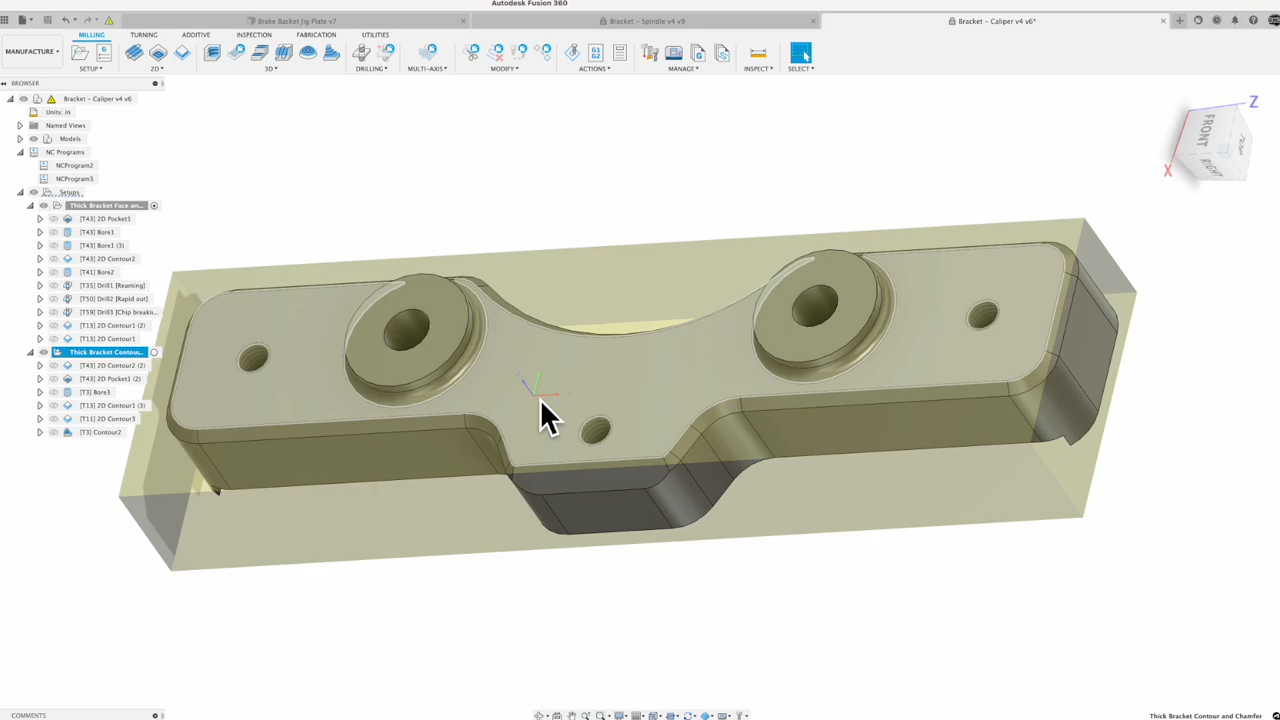 Autodesk Fusion 360
Brake Backet Jig Plate v7
Bracket – Spindle v4 v9
Bracket – Caliper v4 v6*
MILLING TURNING ADDITIVE INSPECTION FABRICATION UTILITIES
MANUFACTURE
G1
G2
SETUP 2D 3D DRILLING MULTI-AXIS MODIFY ACTIONS MANAGE INSPECT SELECT
BROWSER
Bracket – Caliper v4 v6
Units: in
Named Views
Models
NC Programs
NCProgram2
NCProgram3
Setups
Thick Bracket Face an...
[T43] 2D Pocket1
[T43] Bore1
[T43] Bore1 (3)
[T43] 2D Contour2
[T41] Bore2
[T35] Drill1 [Reaming]
[T50] Drill2 [Rapid out]
[T59] Drill3 [Chip breaki...
[T13] 2D Contour1 (2)
[T13] 2D Contour1
Thick Bracket Contou...
[T43] 2D Contour2 (2)
[T43] 2D Pocket1 (2)
[T3] Bore3
[T13] 2D Contour1 (3)
[T11] 2D Contour3
[T3] Contour2
Z
FRONT
TOP
RIGHT
X
COMMENTS
Thick Bracket Contour and Chamfer